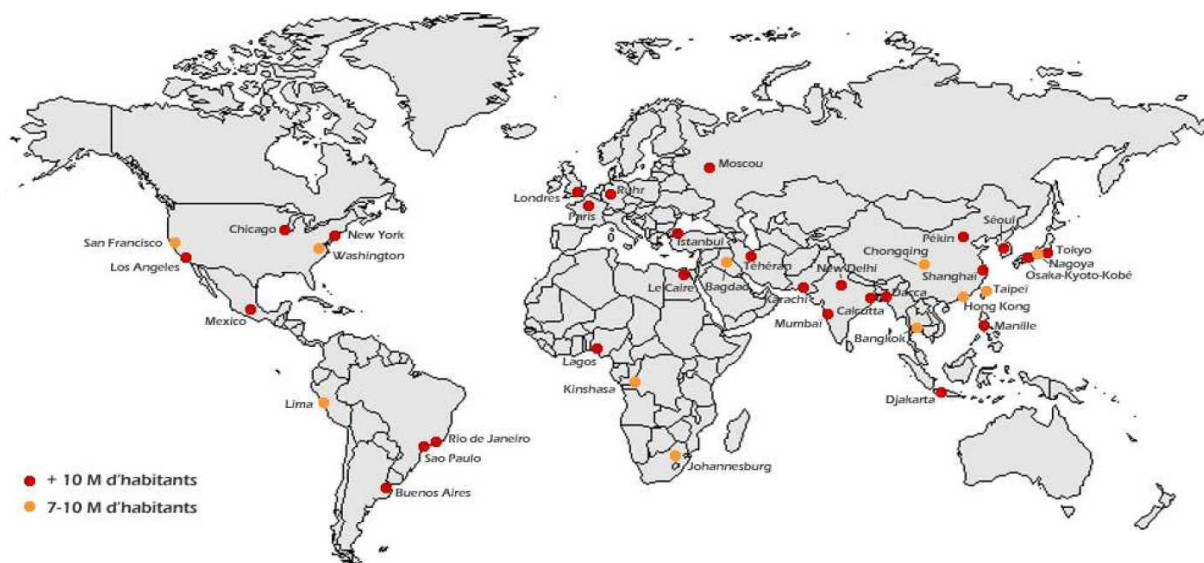 Moscou
Londres
Ruhr
Paris
Séoul
Chicago
New York
Istanbul
Pékin
San Francisco
Washington
Chongqing
Tokyo
Nagoya
Los Angeles
Téhéran
New Delhi
Shanghai
Osaka-Kyoto-Kobé
Le Caire
Bagdad
Karachi
Dacca
Taipei
Hong Kong
Mexico
Mumbai
Calcutta
Manille
Bangkok
Lagos
Kinshasa
Djakarta
Lima
Rio de Janeiro
Sao Paulo
Johannesburg
+ 10 M d'habitants
Buenos Aires
7-10 M d'habitants